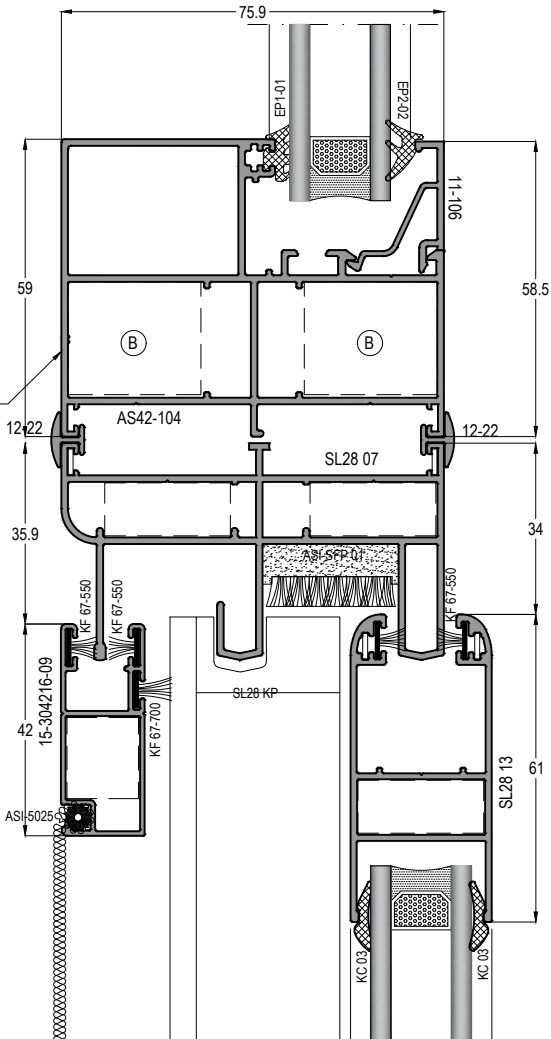 75.9
EP1-01
EP2-02
11-106
59
58.5
B
B
AS42-104
12-22
12-22
SL28 07
35.9
34
ASI-SFP 01
KF 67-550
KF 67-550
KF 67-550
15-304216-09
SL28 KP
KF 67-700
42
61
SL28 13
ASI-5025
KC 03
KC 03